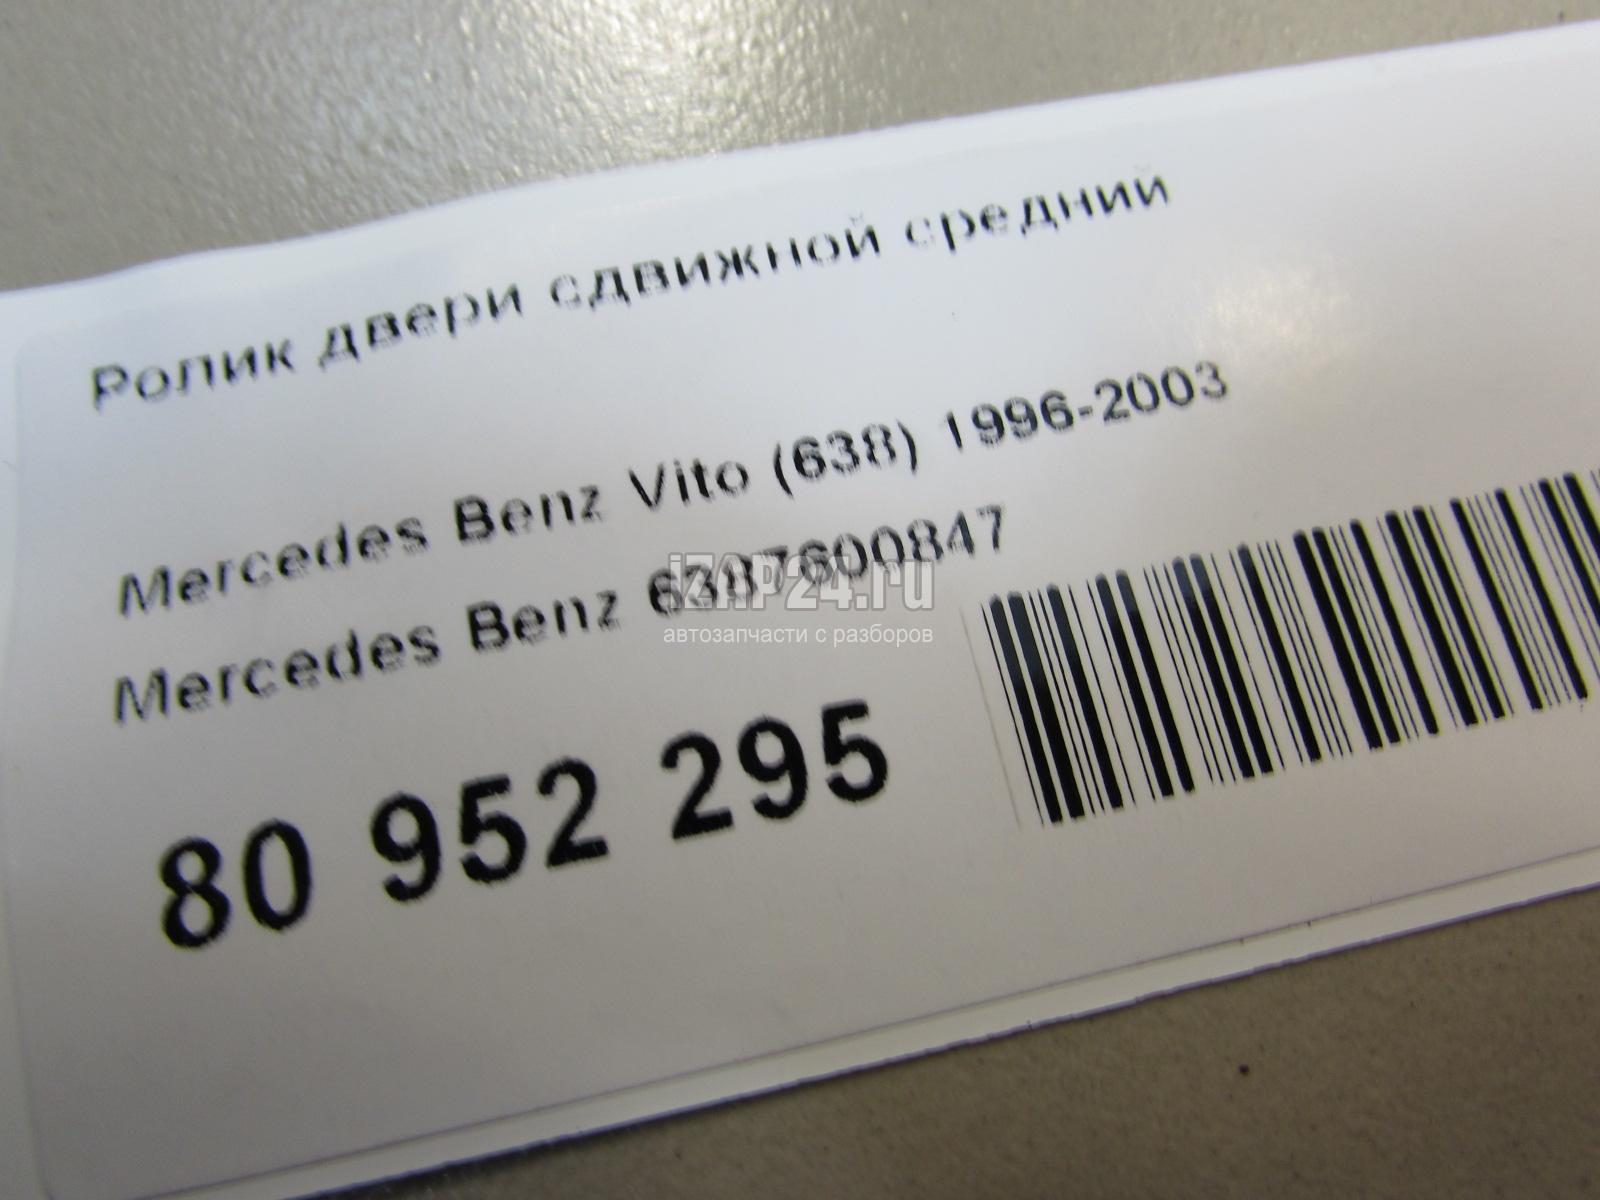 Ролик двери сдвижной средний
Mercedes Benz Vito (638) 1996-2003
Mercedes Benz 6387600847
iZAP24.ru
автозапчасти с разборов
80 952 295